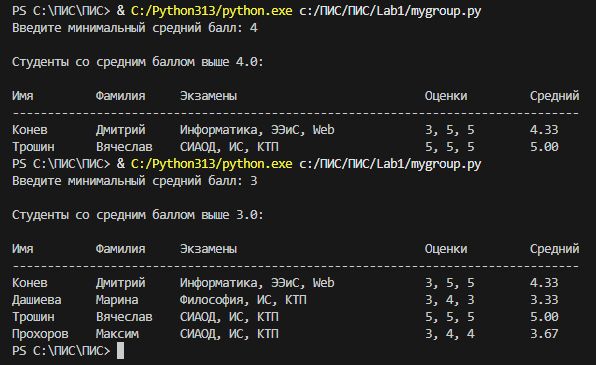 PS C:\ПИС\ПИС> & C:/Python313/python.exe c:/ПИС/ПИС/Lab1/mygroup.py
Введите минимальный средний балл: 4
Студенты со средним баллом выше 4.0:
Имя Фамилия Экзамены Оценки Средний
--------------------------------------------------------------------------------
Конев Дмитрий Информатика, ЭЭиС, Web 3, 5, 5 4.33
Трошин Вячеслав СИАОД, ИС, КТП 5, 5, 5 5.00
PS C:\ПИС\ПИС> & C:/Python313/python.exe c:/ПИС/ПИС/Lab1/mygroup.py
Введите минимальный средний балл: 3
Студенты со средним баллом выше 3.0:
Имя Фамилия Экзамены Оценки Средний
--------------------------------------------------------------------------------
Конев Дмитрий Информатика, ЭЭиС, Web 3, 5, 5 4.33
Дашиева Марина Философия, ИС, КТП 3, 4, 3 3.33
Трошин Вячеслав СИАОД, ИС, КТП 5, 5, 5 5.00
Прохоров Максим СИАОД, ИС, КТП 3, 4, 4 3.67
PS C:\ПИС\ПИС>